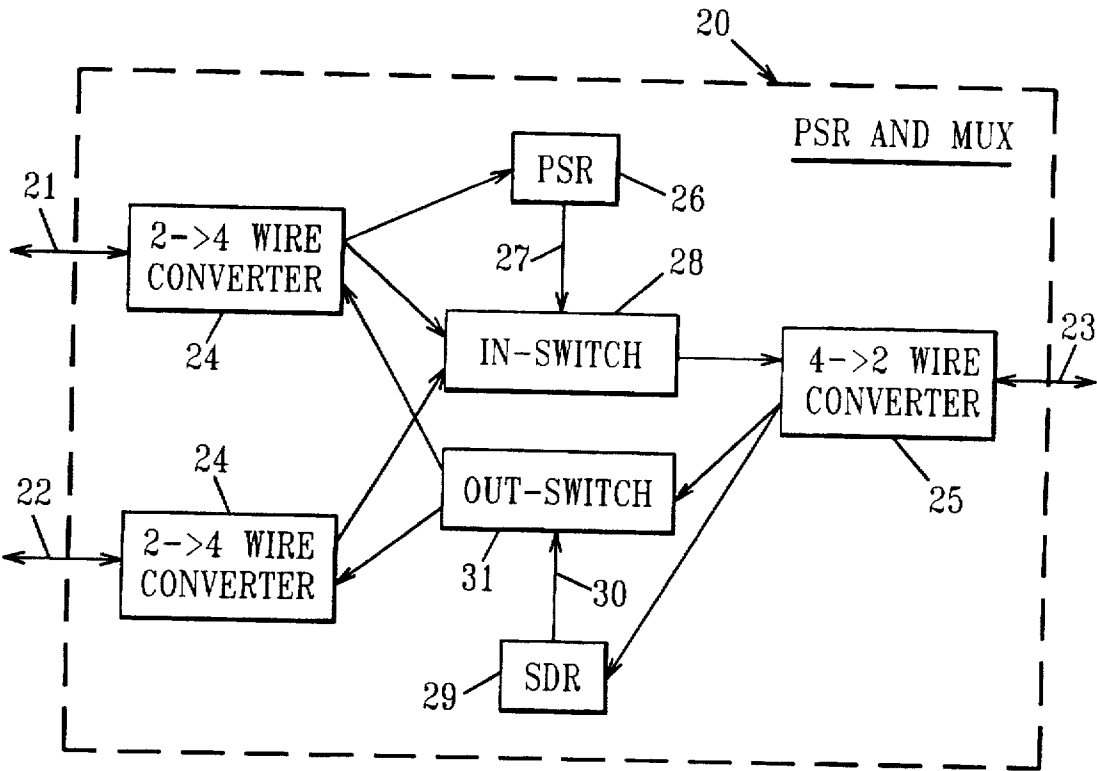 20
PSR AND MUX
PSR
26
21
2->4 WIRE
CONVERTER
24
27
28
IN-SWITCH
23
4->2 WIRE
CONVERTER
25
24
22
2->4 WIRE
CONVERTER
OUT-SWITCH
31
30
SDR
29